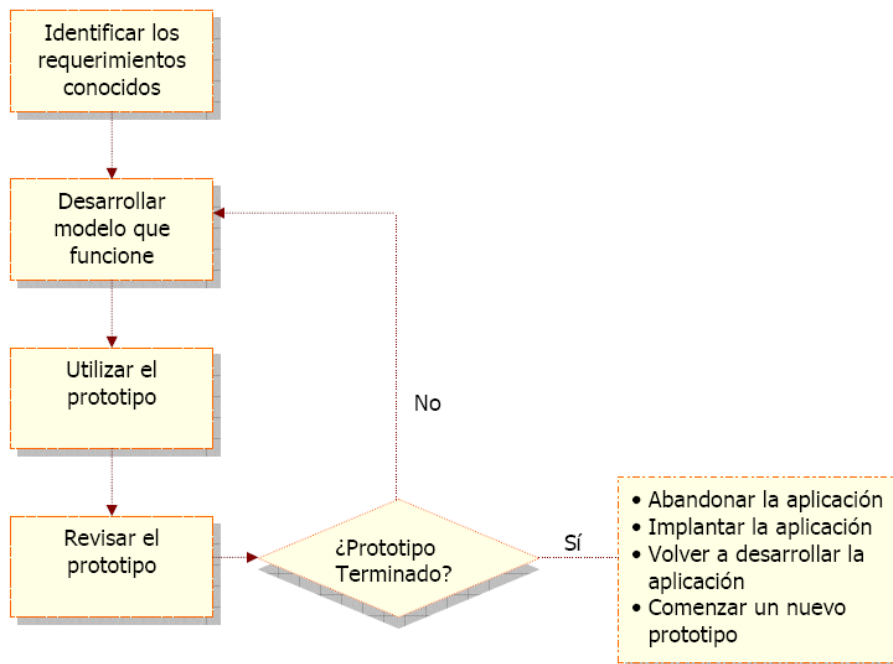 Identificar los
requerimientos
conocidos
Desarrollar
modelo que
funcione
Utilizar el
prototipo
No
Revisar el
prototipo
¿Prototipo
Terminado?
Sí
• Abandonar la aplicación
• Implantar la aplicación
• Volver a desarrollar la
aplicación
• Comenzar un nuevo
prototipo